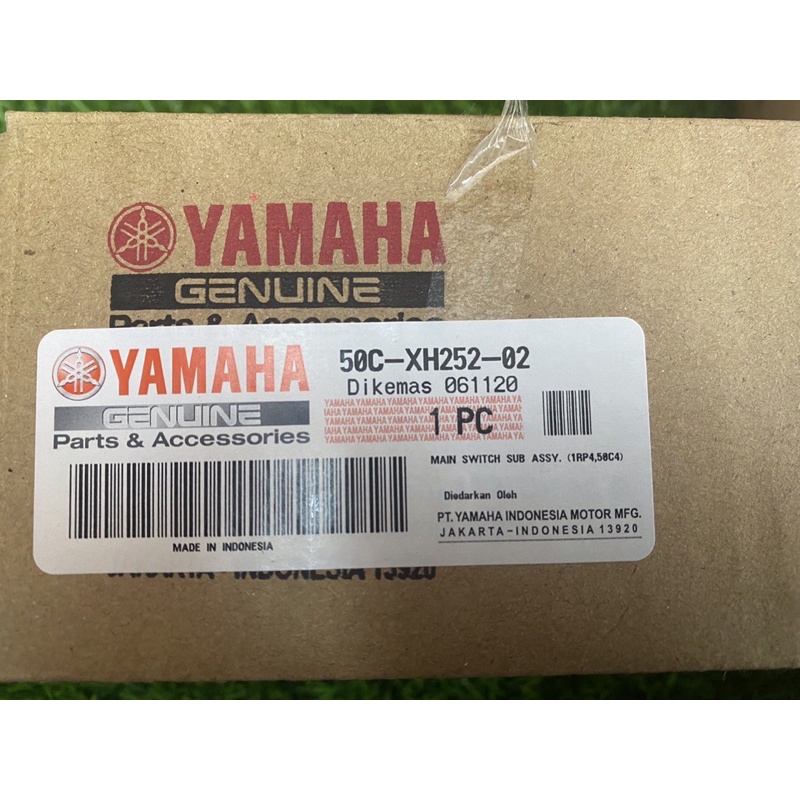 YAMAHA
GENUINE
Parts & Accessories
YAMAHA
GENUINE
Parts & Accessories
50C-XH252-02
Dikemas 061120
1 PC
MAIN SWITCH SUB ASSY. (1RP4,50C4)
Diedarkan Oleh
PT. YAMAHA INDONESIA MOTOR MFG.
JAKARTA-INDONESIA 13920
MADE IN INDONESIA
JAKARTA-INDONESIA 13920